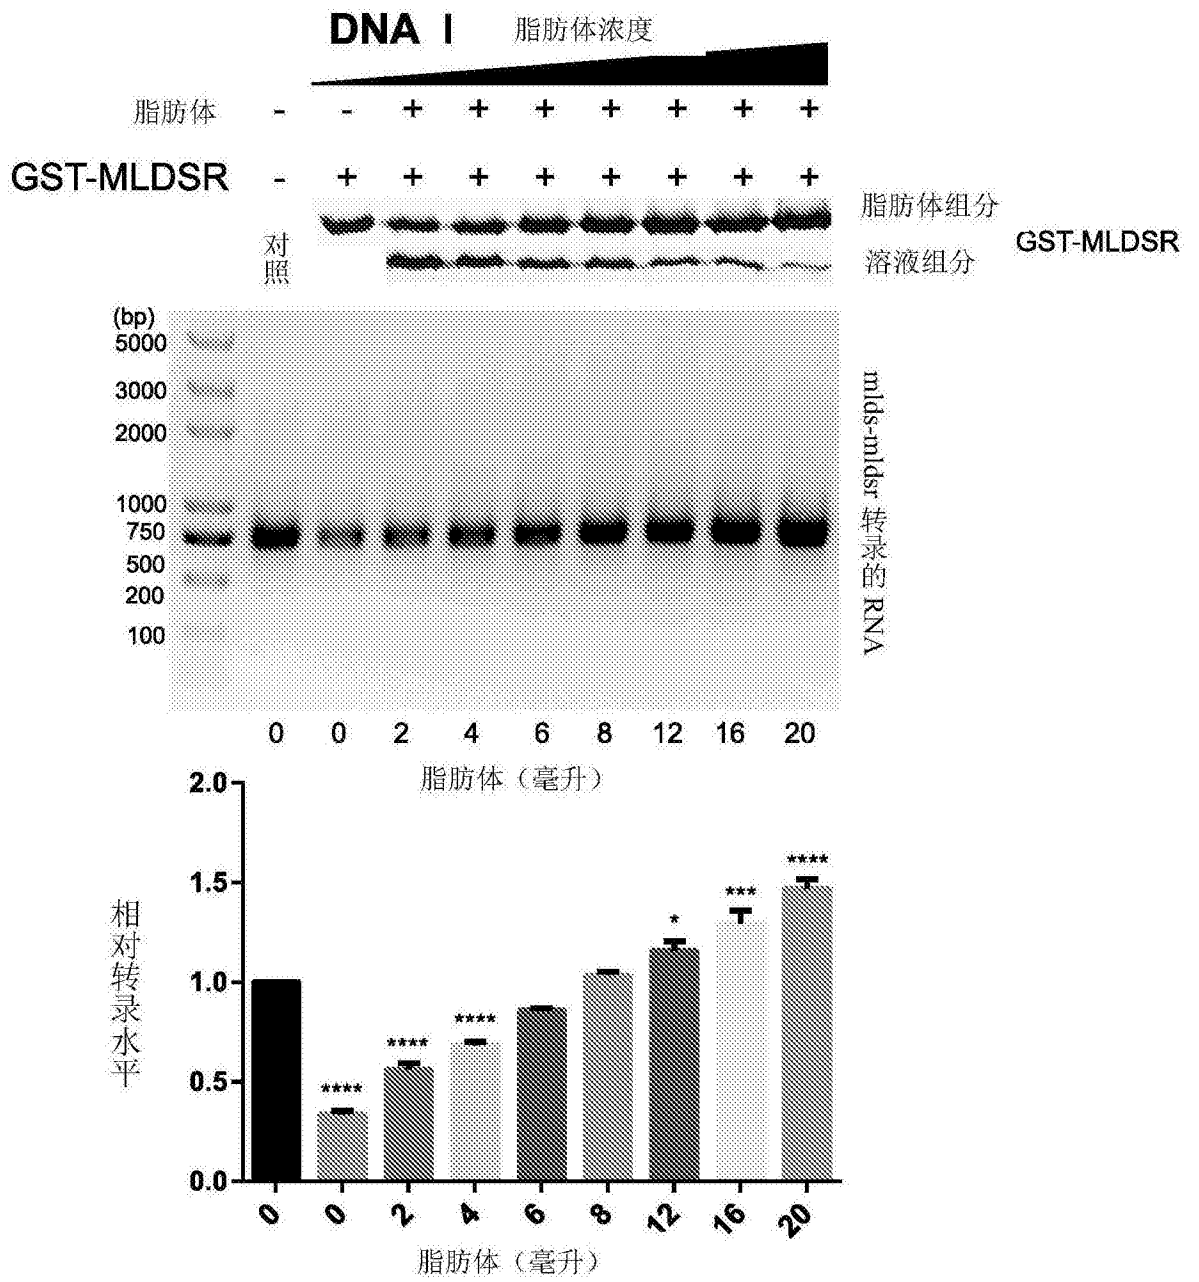 DNA I 脂肪体浓度
脂肪体 - - + + + + + + +
GST-MLDSR - + + + + + + + +
对照
脂肪体组分
溶液组分
GST-MLDSR
(bp)
5000
3000
2000
1000
750
500
200
100
mlds-mldsr 转录的 RNA
0 0 2 4 6 8 12 16 20
脂肪体（毫升）
相对转录水平
2.0
1.5
1.0
0.5
0.0
**** **** **** * *** ****
0 0 2 4 6 8 12 16 20
脂肪体（毫升）